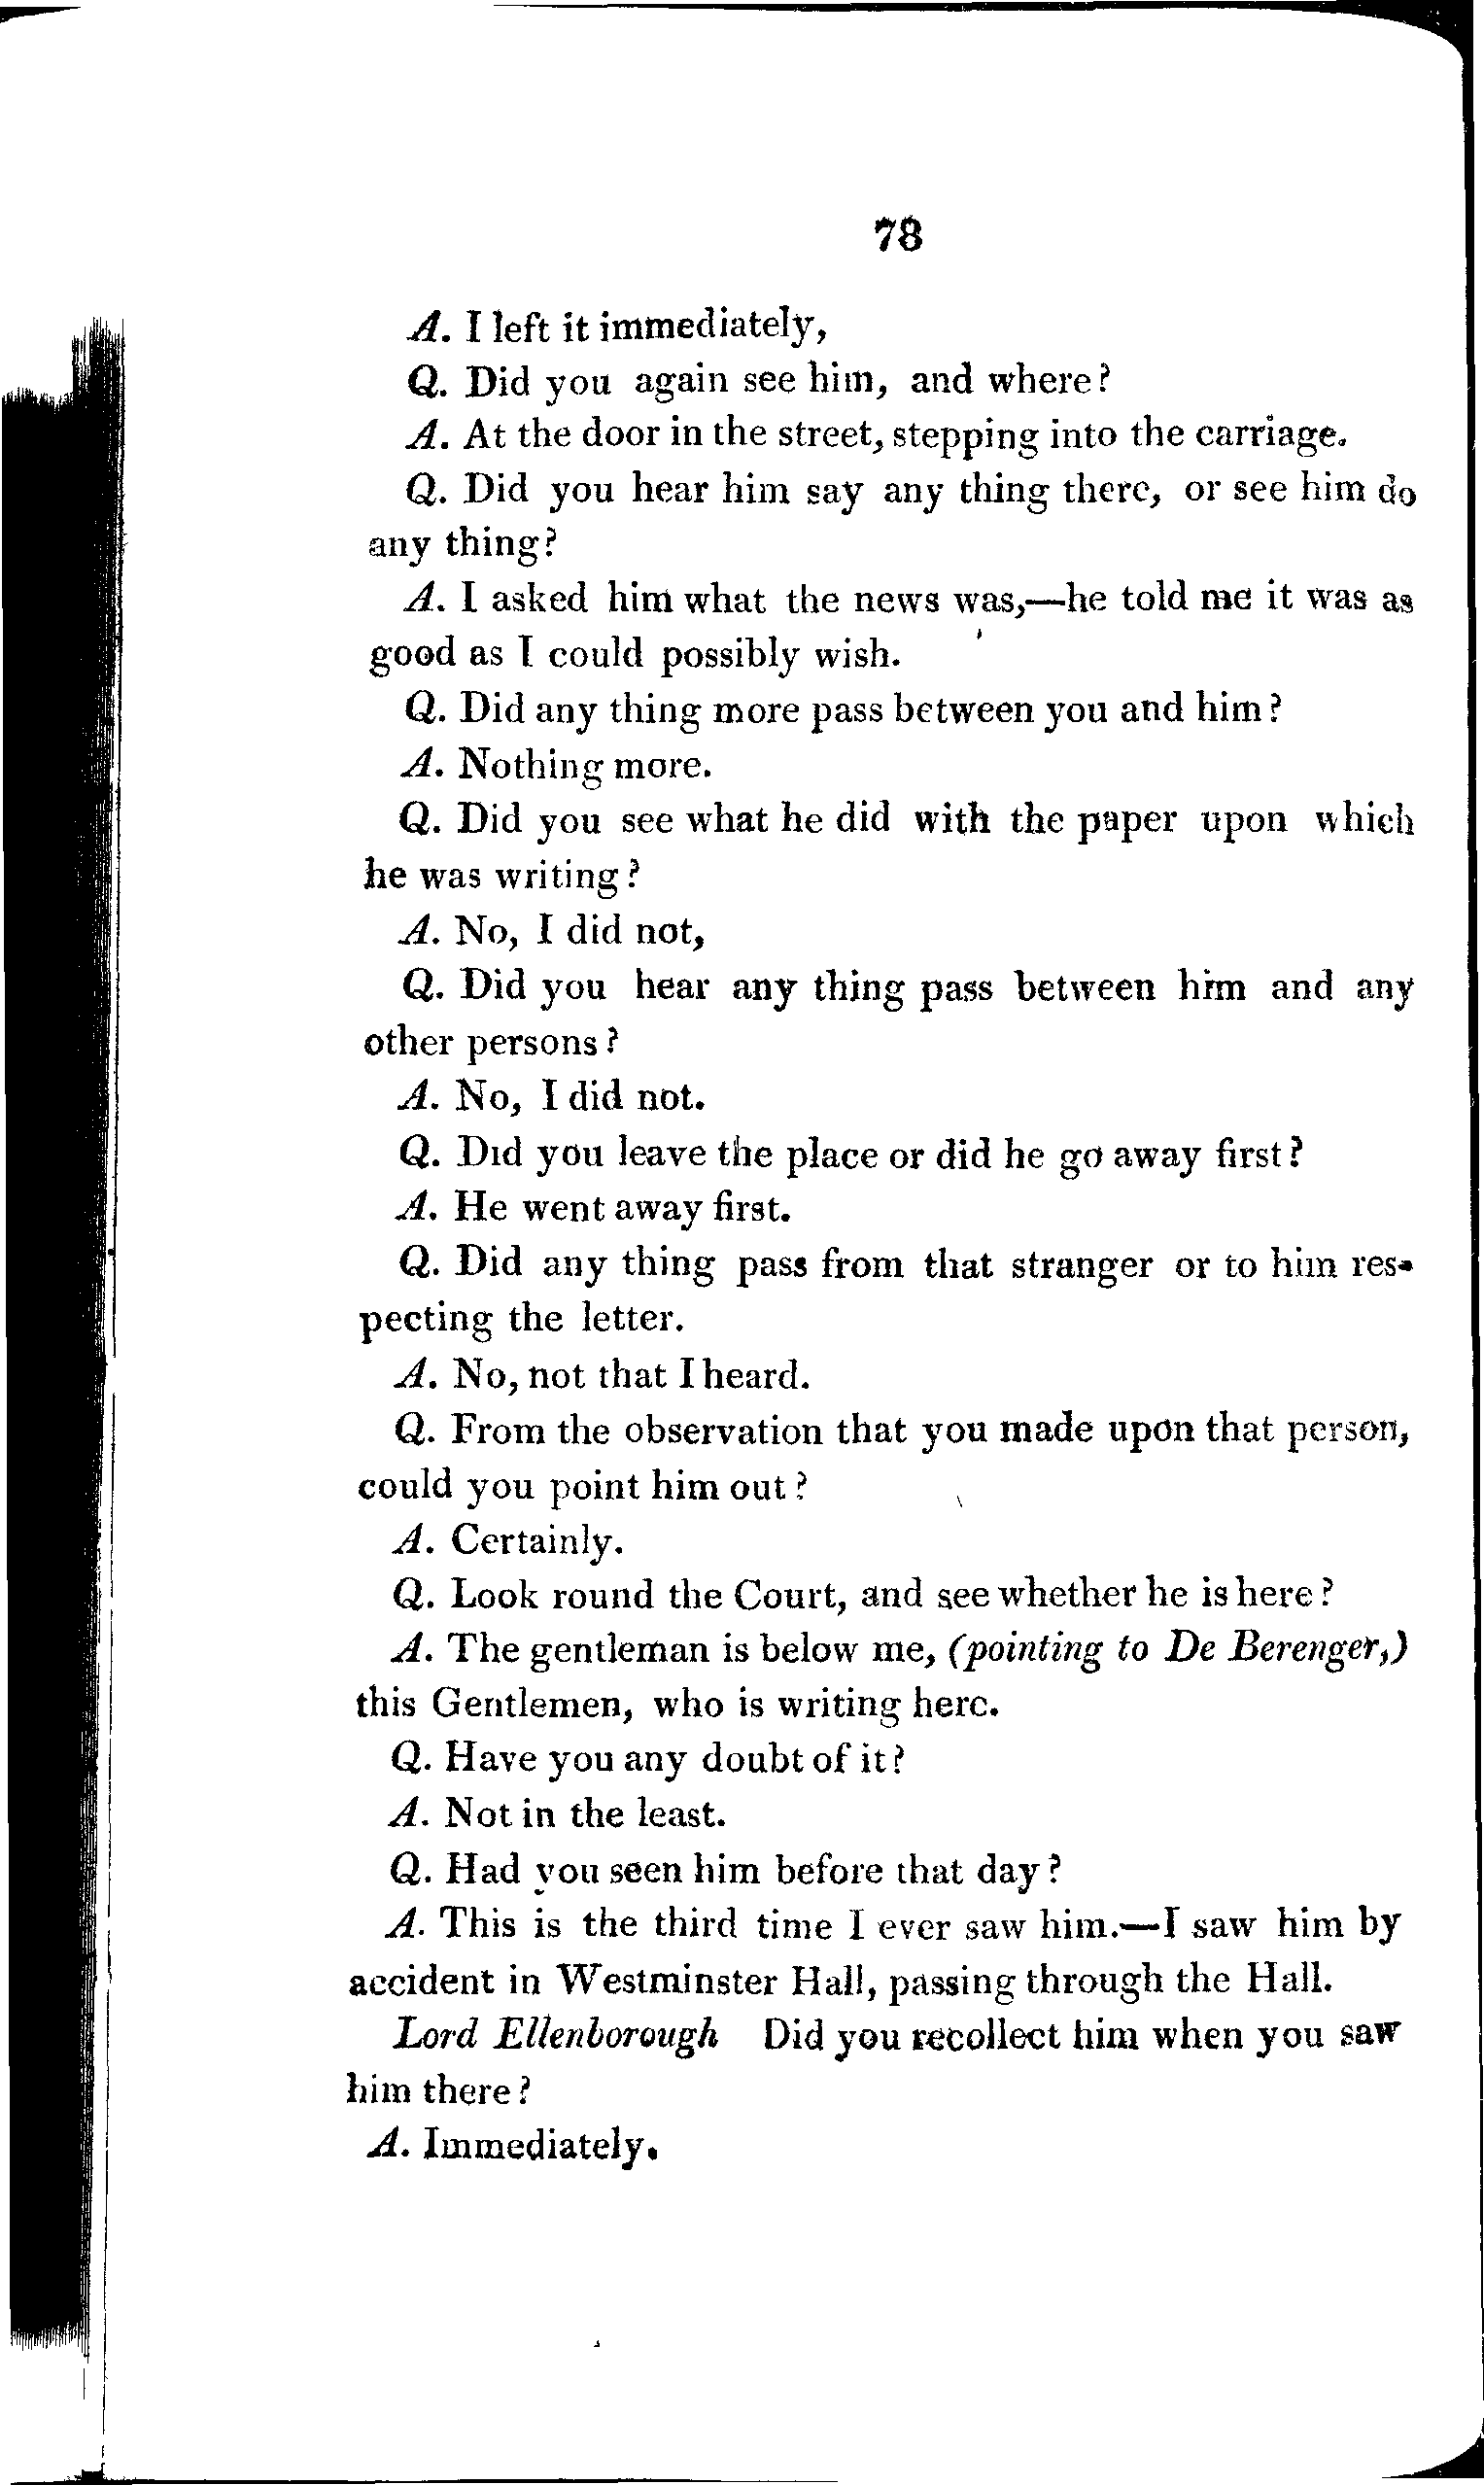 78
A. I left it immediately,
Q. Did you again see him, and where?
A. At the door in the street, stepping into the carriage.
Q. Did you hear him say any thing there, or see him do
any thing?
A. I asked him what the news was,—he told me it was as
good as I could possibly wish.
Q. Did any thing more pass between you and him?
A. Nothing more.
Q. Did you see what he did with the paper upon which
he was writing?
A. No, I did not,
Q. Did you hear any thing pass between him and any
other persons?
A. No, I did not.
Q. Did you leave the place or did he go away first?
A. He went away first.
Q. Did any thing pass from that stranger or to him res-
pecting the letter.
A. No, not that I heard.
Q. From the observation that you made upon that person,
could you point him out?
A. Certainly.
Q. Look round the Court, and see whether he is here?
A. The gentleman is below me, (pointing to De Berenger,)
this Gentlemen, who is writing here.
Q. Have you any doubt of it?
A. Not in the least.
Q. Had you seen him before that day?
A. This is the third time I ever saw him.—I saw him by
accident in Westminster Hall, passing through the Hall.
Lord Ellenborough Did you recollect him when you saw
him there?
A. Immediately.